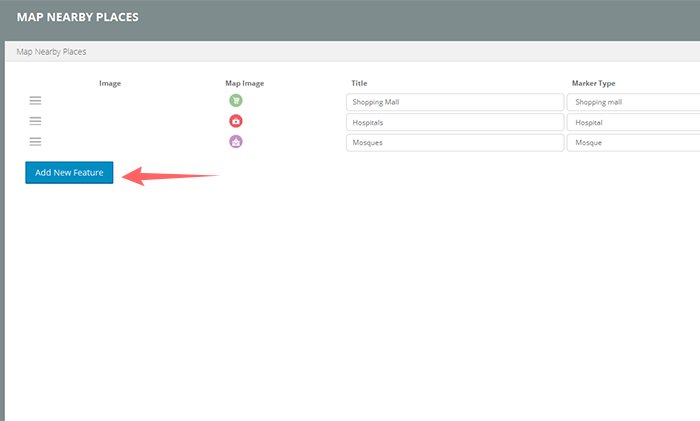 MAP NEARBY PLACES
Map Nearby Places
Image Map Image Title Marker Type
Shopping Mall Shopping mall
Hospitals Hospital
Mosques Mosque
Add New Feature